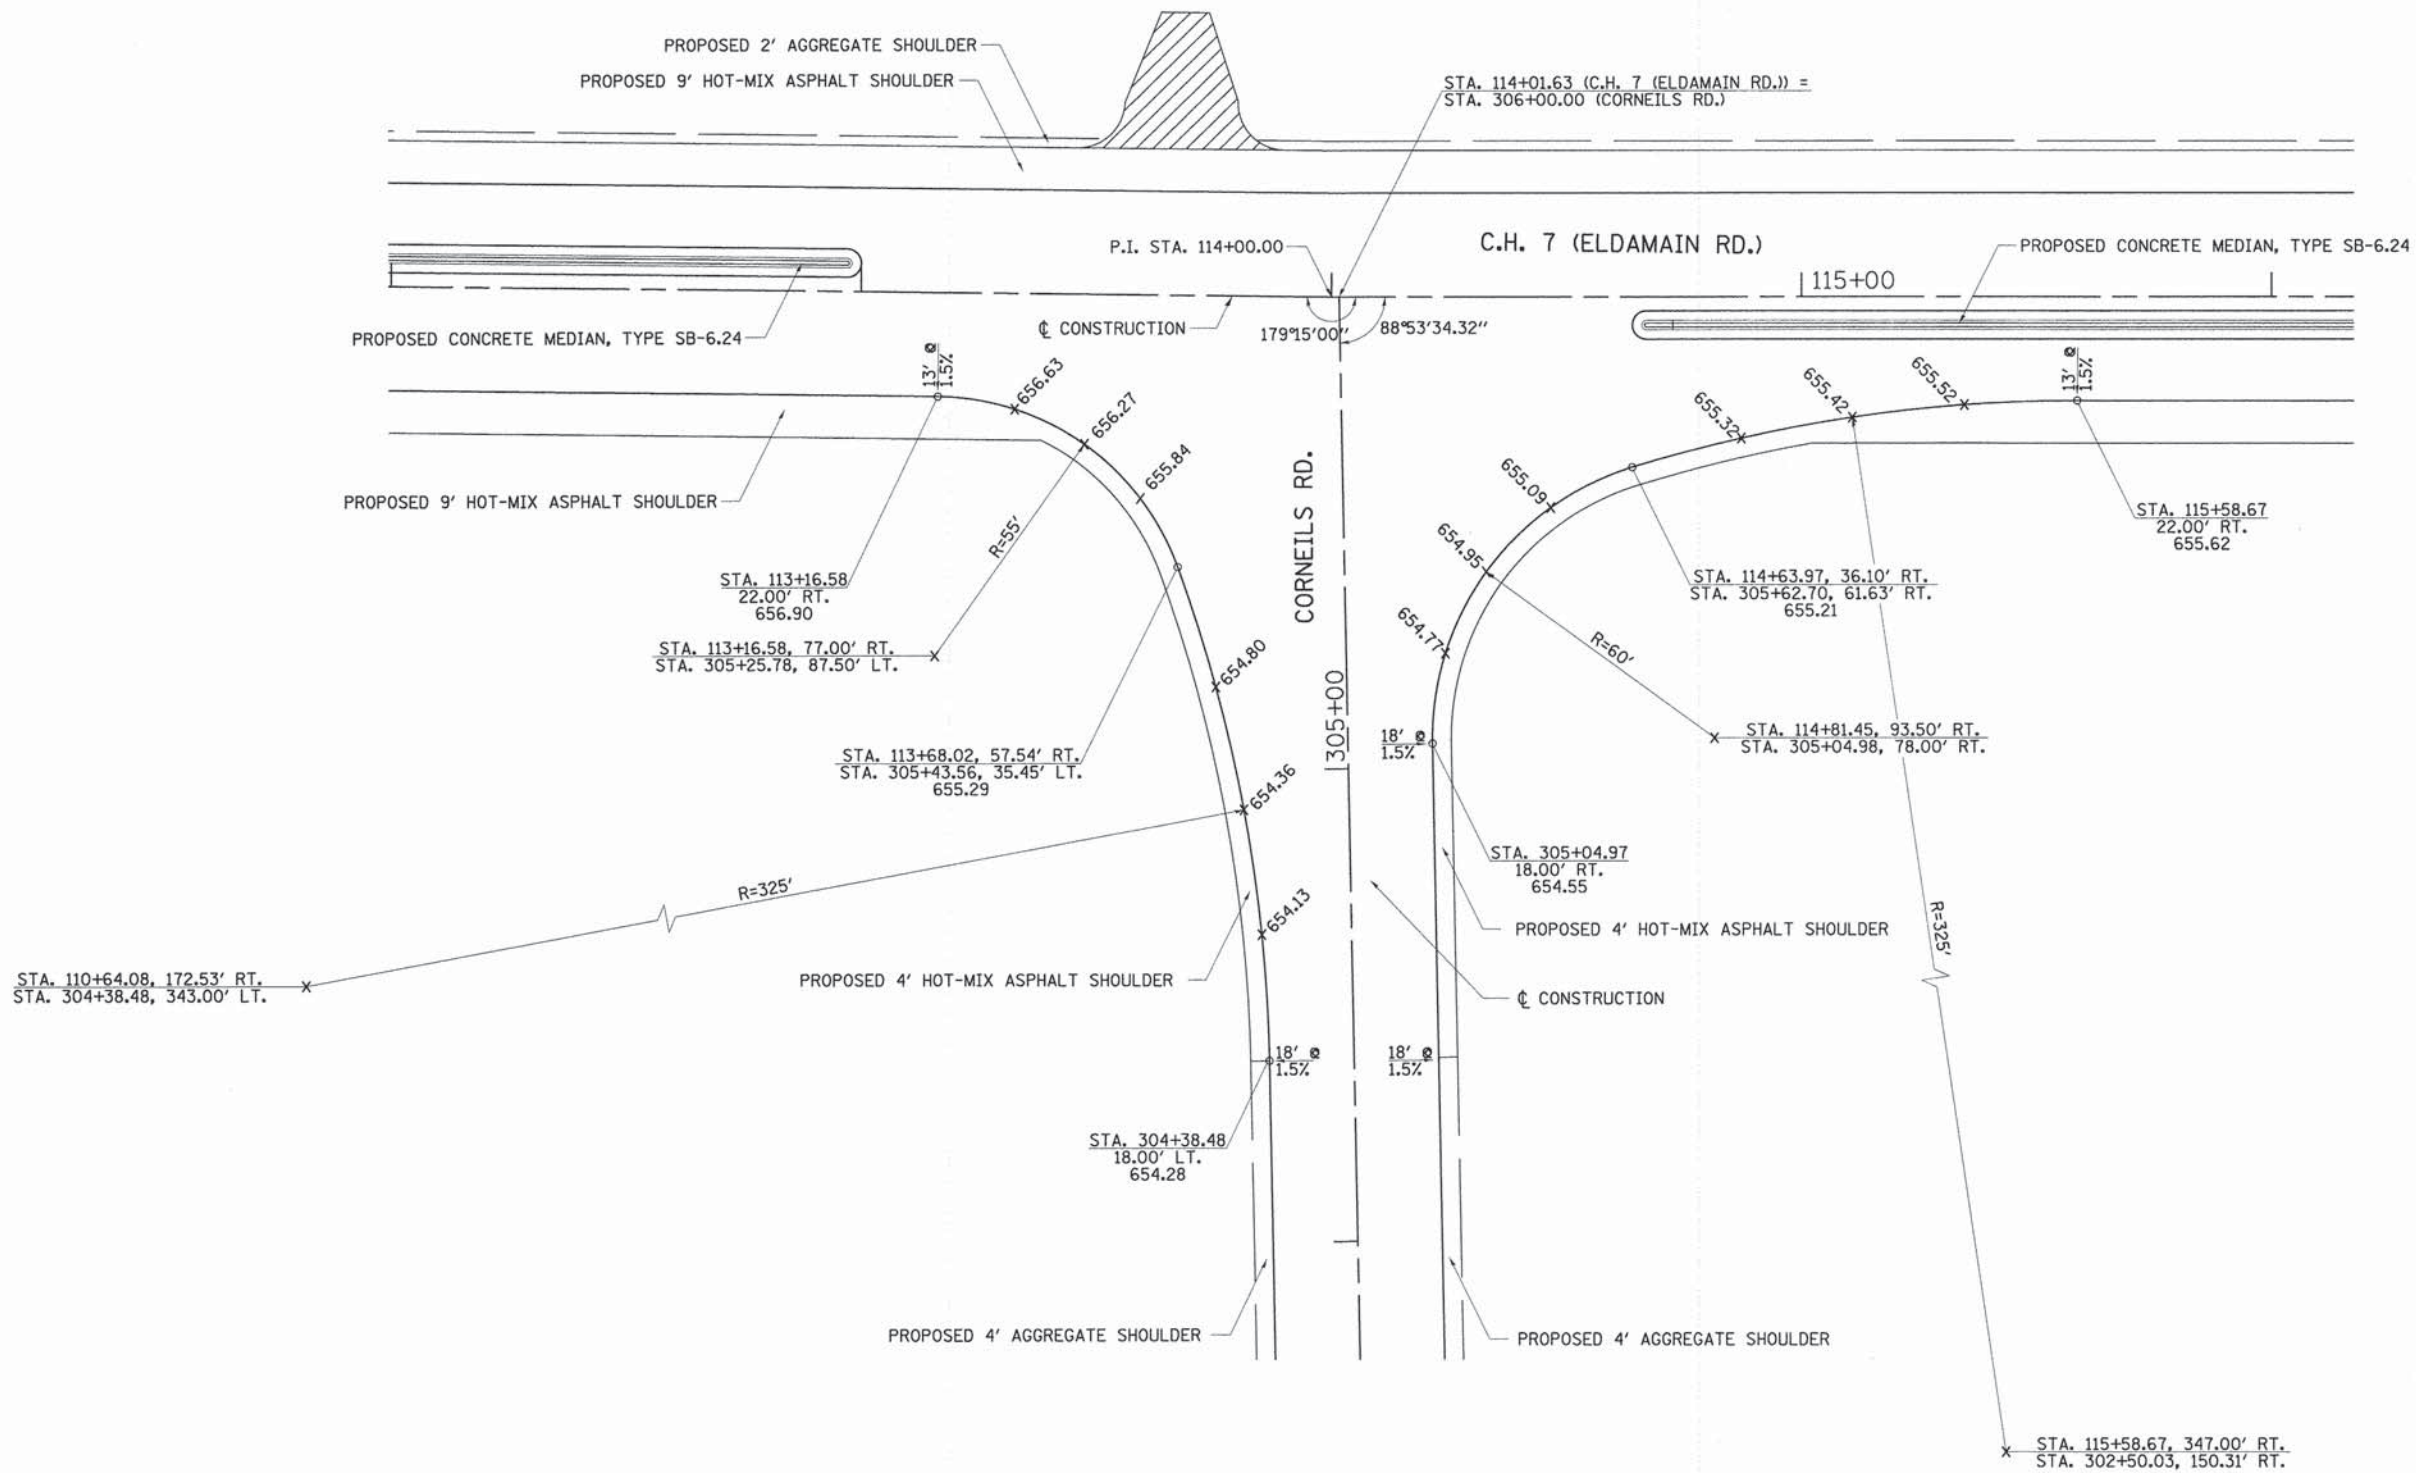 PROPOSED 2' AGGREGATE SHOULDER
PROPOSED 9' HOT-MIX ASPHALT SHOULDER
STA. 114+01.63 (C.H. 7 (ELDAMAIN RD.)) =
STA. 306+00.00 (CORNEILS RD.)
P.I. STA. 114+00.00
C.H. 7 (ELDAMAIN RD.)
PROPOSED CONCRETE MEDIAN, TYPE SB-6.24
115+00
℄ CONSTRUCTION
179°15'00"
88°53'34.32"
PROPOSED CONCRETE MEDIAN, TYPE SB-6.24
13' @
1.5%
656.63
656.27
655.84
655.32
655.42
655.52
13' @
1.5%
PROPOSED 9' HOT-MIX ASPHALT SHOULDER
R=55'
CORNEILS RD.
655.09
654.95
654.77
STA. 115+58.67
22.00' RT.
655.62
STA. 113+16.58
22.00' RT.
656.90
STA. 114+63.97, 36.10' RT.
STA. 305+62.70, 61.63' RT.
655.21
STA. 113+16.58, 77.00' RT.
STA. 305+25.78, 87.50' LT.
654.80
R=60'
305+00
18' @
1.5%
STA. 114+81.45, 93.50' RT.
STA. 305+04.98, 78.00' RT.
STA. 113+68.02, 57.54' RT.
STA. 305+43.56, 35.45' LT.
655.29
654.36
STA. 305+04.97
18.00' RT.
654.55
R=325'
654.13
PROPOSED 4' HOT-MIX ASPHALT SHOULDER
R=325'
STA. 110+64.08, 172.53' RT.
STA. 304+38.48, 343.00' LT.
PROPOSED 4' HOT-MIX ASPHALT SHOULDER
℄ CONSTRUCTION
18' @
1.5%
18' @
1.5%
STA. 304+38.48
18.00' LT.
654.28
PROPOSED 4' AGGREGATE SHOULDER
PROPOSED 4' AGGREGATE SHOULDER
STA. 115+58.67, 347.00' RT.
STA. 302+50.03, 150.31' RT.